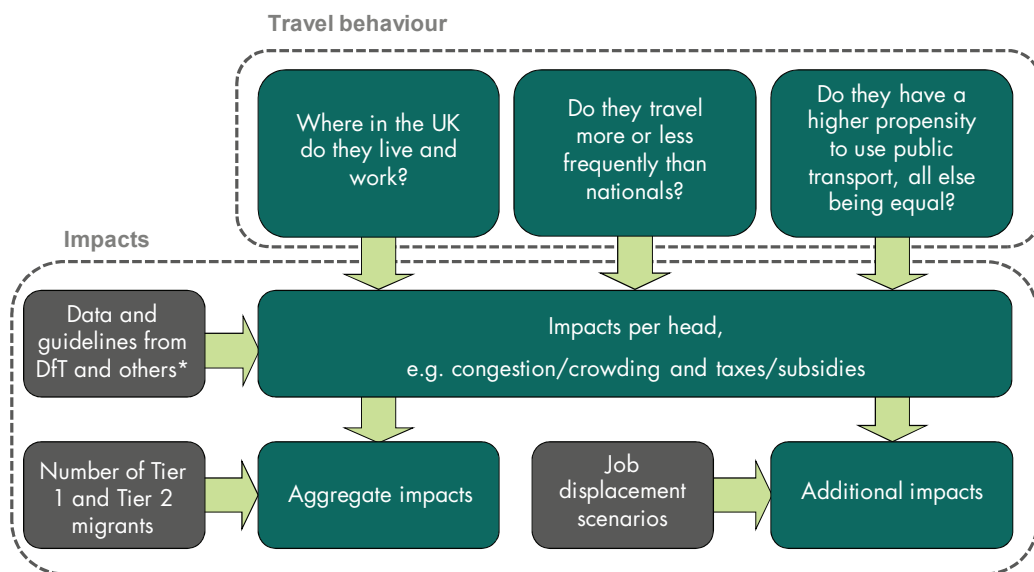 Travel behaviour
Where in the UK
do they live and
work?
Do they travel
more or less
frequently than
nationals?
Do they have a
higher propensity
to use public
transport, all else
being equal?
Impacts
Data and
guidelines from
DfT and others*
Impacts per head,
e.g. congestion/crowding and taxes/subsidies
Number of Tier
1 and Tier 2
migrants
Aggregate impacts
Job
displacement
scenarios
Additional impacts